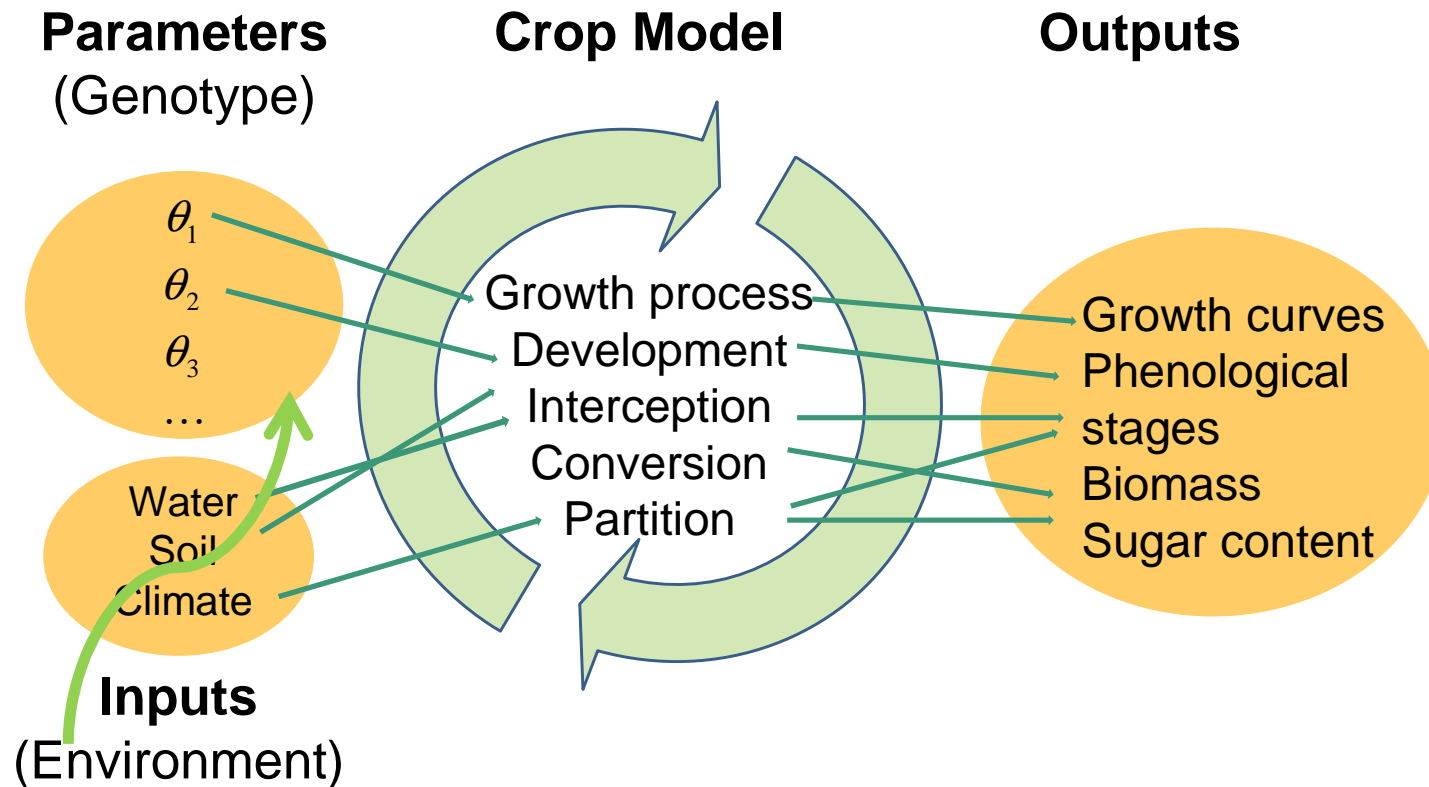 Parameters
(Genotype)
θ₁
θ₂
θ₃
…
Water
Soil
Climate
Inputs
(Environment)
Crop Model
Growth process
Development
Interception
Conversion
Partition
Outputs
Growth curves
Phenological
stages
Biomass
Sugar content